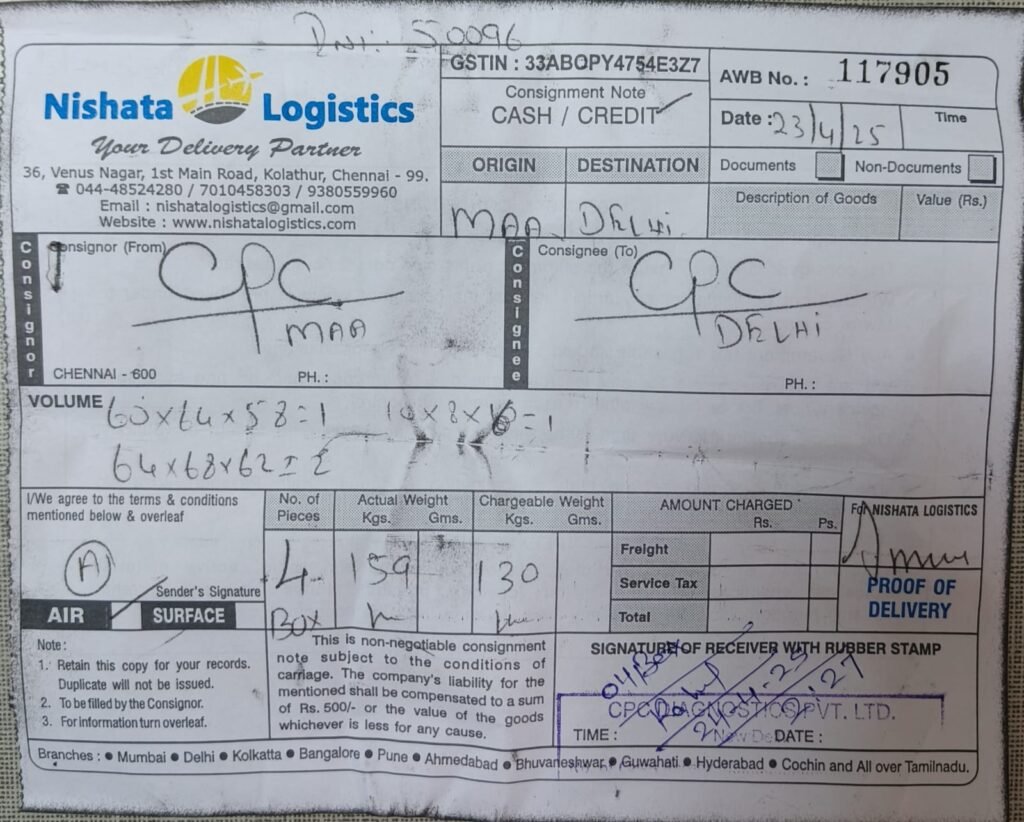 50096
Nishata Logistics
Your Delivery Partner
36, Venus Nagar, 1st Main Road, Kolathur, Chennai - 99.
☎ 044-48524280 / 7010458303 / 9380559960
Email : nishatalogistics@gmail.com
Website : www.nishatalogistics.com
GSTIN : 33ABOPY4754E3Z7
Consignment Note
CASH / CREDIT ✓
AWB No. : 117905
Date : 23/4/25 Time
ORIGIN DESTINATION
MAA DELHi
Documents Non-Documents
Description of Goods Value (Rs.)
Consignor
Consignor (From)
CPC
MAA
CHENNAI - 600 PH. :
Consignee
Consignee (To)
CPC
DELHi
PH. :
VOLUME 60x64x58=1
64x68x62=2
I/We agree to the terms & conditions
mentioned below & overleaf
A
Sender's Signature
AIR ✓ SURFACE
No. of Pieces
4
BOX
Actual Weight
Kgs. Gms.
159
Chargeable Weight
Kgs. Gms.
130
AMOUNT CHARGED
Rs. Ps.
Freight
Service Tax
Total
For NISHATA LOGISTICS
PROOF OF
DELIVERY
Note :
1. Retain this copy for your records.
Duplicate will not be issued.
2. To be filled by the Consignor.
3. For information turn overleaf.
This is non-negotiable consignment
note subject to the conditions of
carriage. The company's liability for the
mentioned shall be compensated to a sum
of Rs. 500/- or the value of the goods
whichever is less for any cause.
SIGNATURE OF RECEIVER WITH RUBBER STAMP
04 Box
CPC DIAGNOSTICS PVT. LTD.
New Delhi
TIME : DATE :
Branches : ● Mumbai ● Delhi ● Kolkatta ● Bangalore ● Pune ● Ahmedabad ● Bhuvaneshwar ● Guwahati ● Hyderabad ● Cochin and All over Tamilnadu.